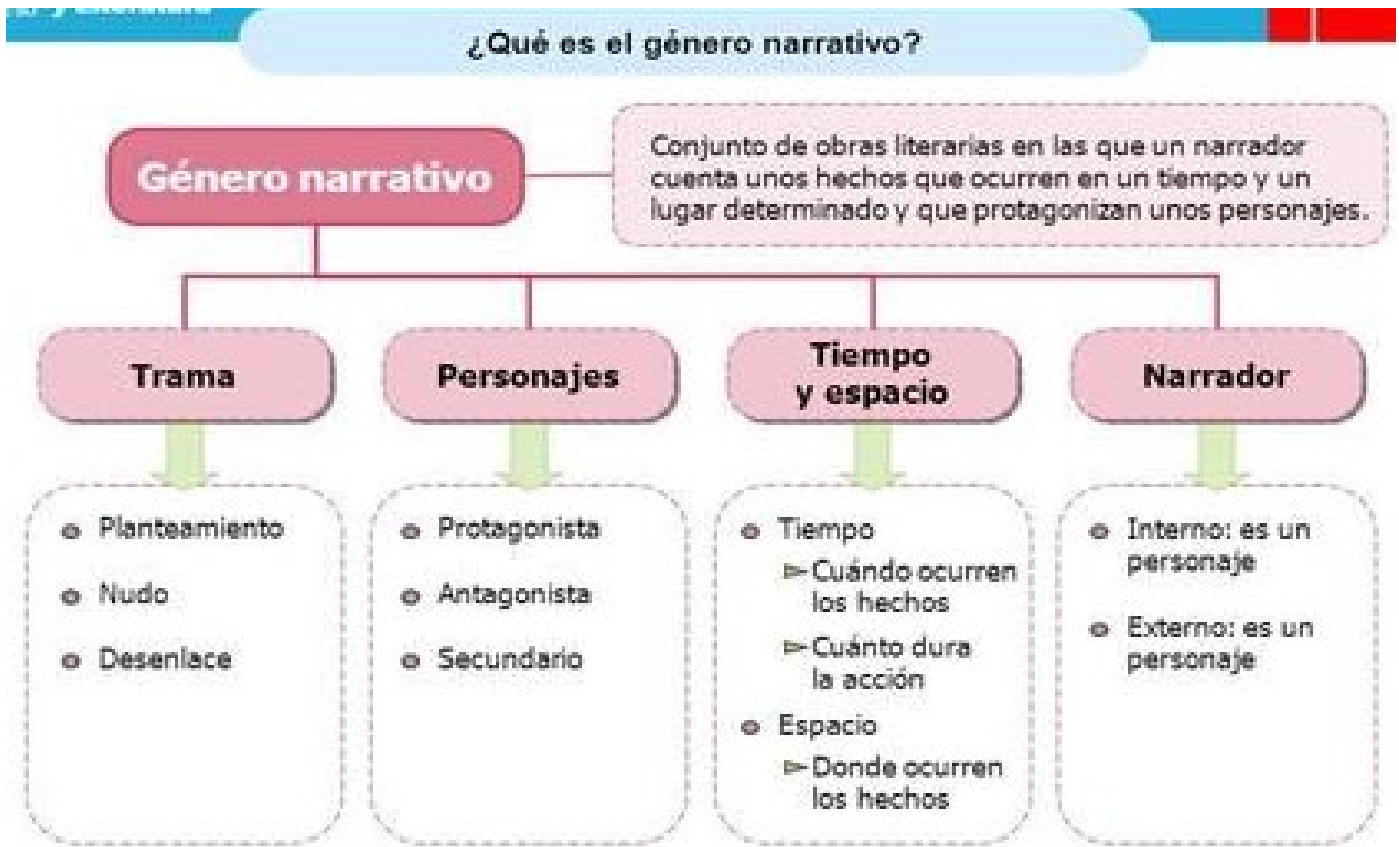 ¿Qué es el género narrativo?
Género narrativo
Conjunto de obras literarias en las que un narrador
cuenta unos hechos que ocurren en un tiempo y un
lugar determinado y que protagonizan unos personajes.
Trama
Planteamiento
Nudo
Desenlace
Personajes
Protagonista
Antagonista
Secundario
Tiempo
y espacio
Tiempo
Cuándo ocurren
los hechos
Cuánto dura
la acción
Espacio
Donde ocurren
los hechos
Narrador
Interno: es un
personaje
Externo: es un
personaje